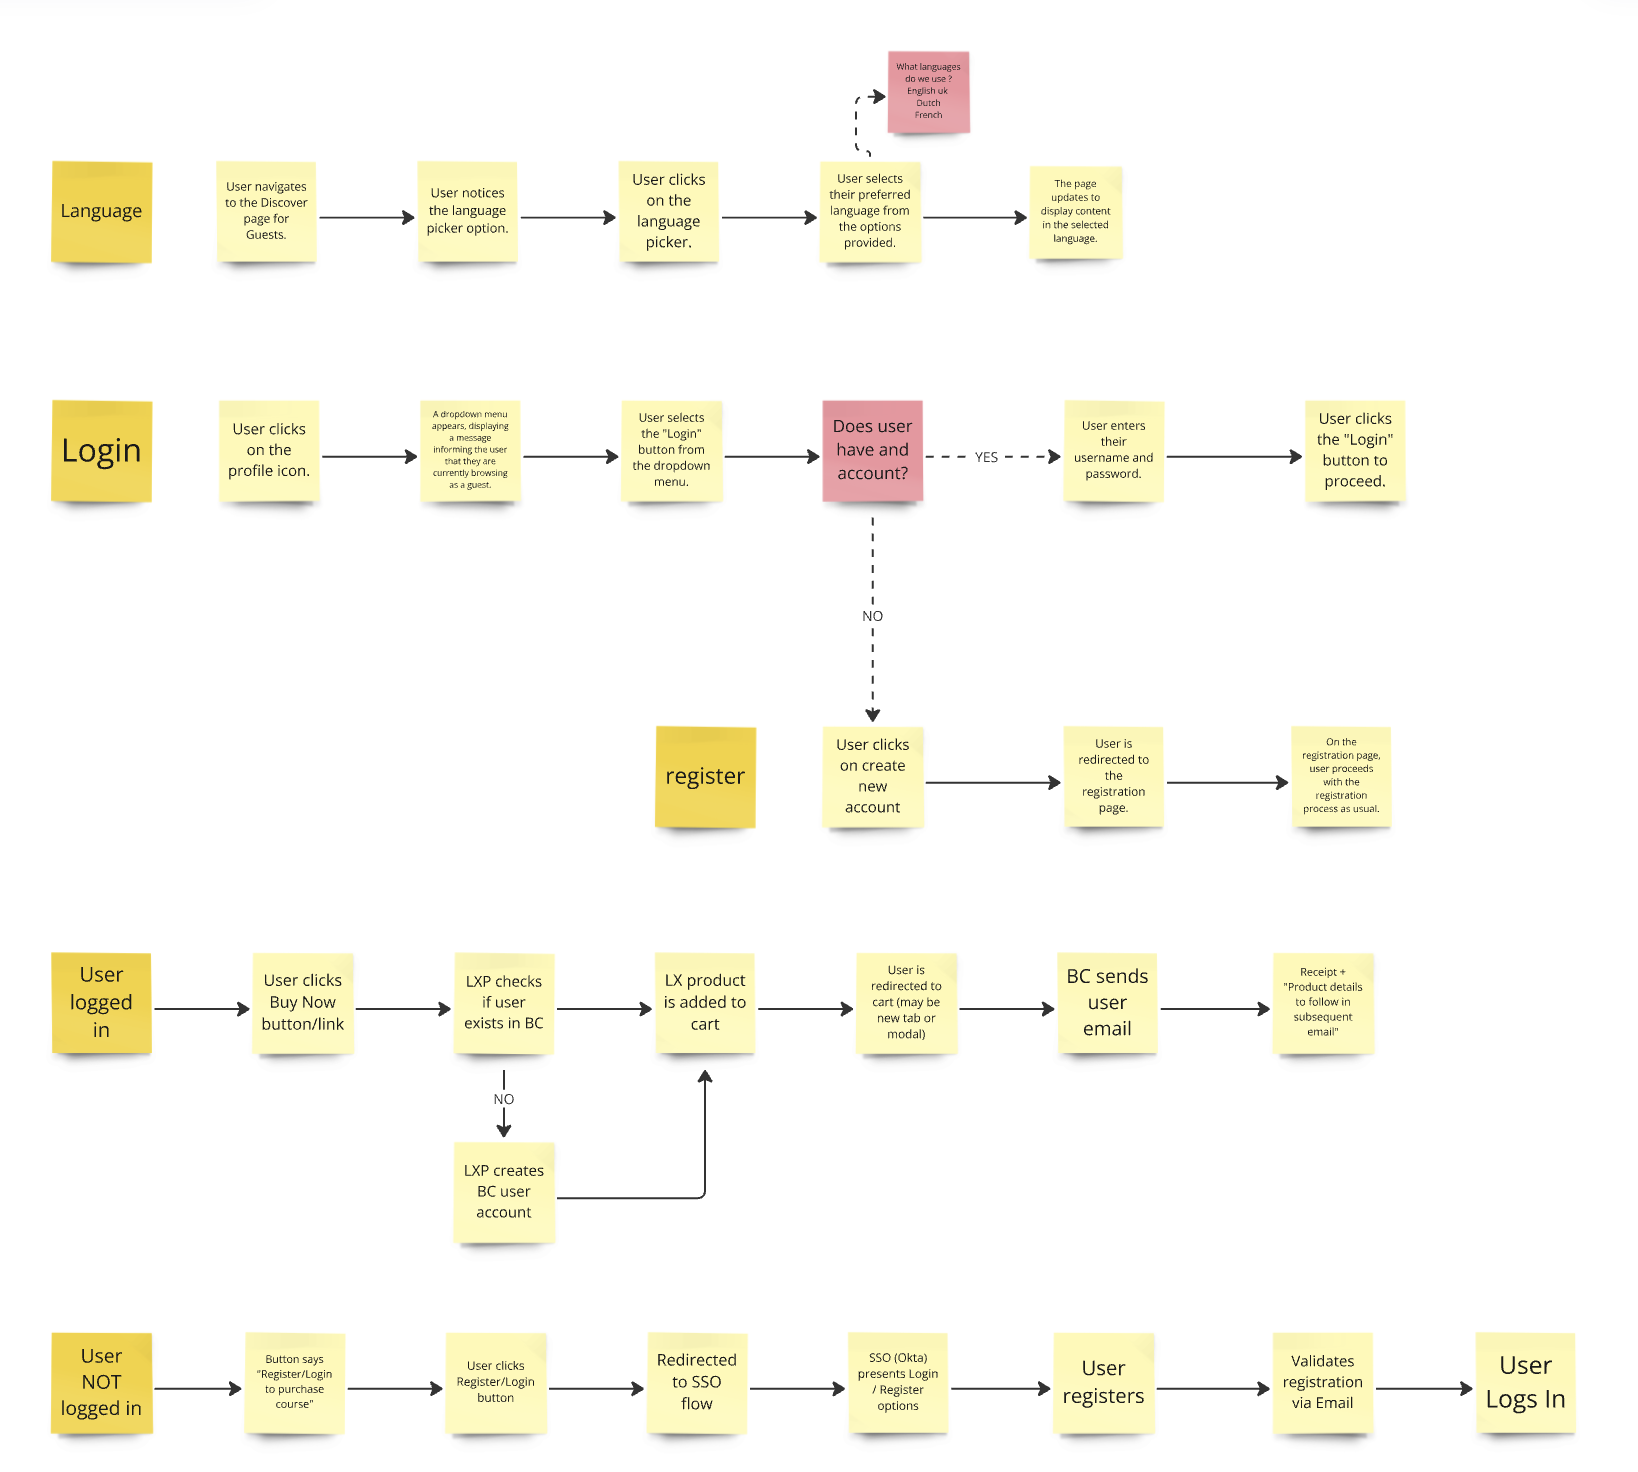 What languages
do we use ?
English uk
Dutch
French
Language
User navigates
to the Discover
page for
Guests.
User notices
the language
picker option.
User clicks
on the
language
picker.
User selects
their preferred
language from
the options
provided.
The page
updates to
display content
in the selected
language.
Login
User clicks
on the
profile icon.
A dropdown menu
appears, displaying
a message
informing the user
that they are
currently browsing
as a guest.
User selects
the "Login"
button from
the dropdown
menu.
Does user
have and
account?
YES
User enters
their
username and
password.
User clicks
the "Login"
button to
proceed.
NO
register
User clicks
on create
new
account
User is
redirected to
the
registration
page.
On the
registration page,
user proceeds
with the
registration
process as usual.
User
logged
in
User clicks
Buy Now
button/link
LXP checks
if user
exists in BC
LX product
is added to
cart
User is
redirected to
cart (may be
new tab or
modal)
BC sends
user
email
Receipt +
"Product details
to follow in
subsequent
email"
NO
LXP creates
BC user
account
User
NOT
logged in
Button says
"Register/Login
to purchase
course"
User clicks
Register/Login
button
Redirected
to SSO
flow
SSO (Okta)
presents Login
/ Register
options
User
registers
Validates
registration
via Email
User
Logs In